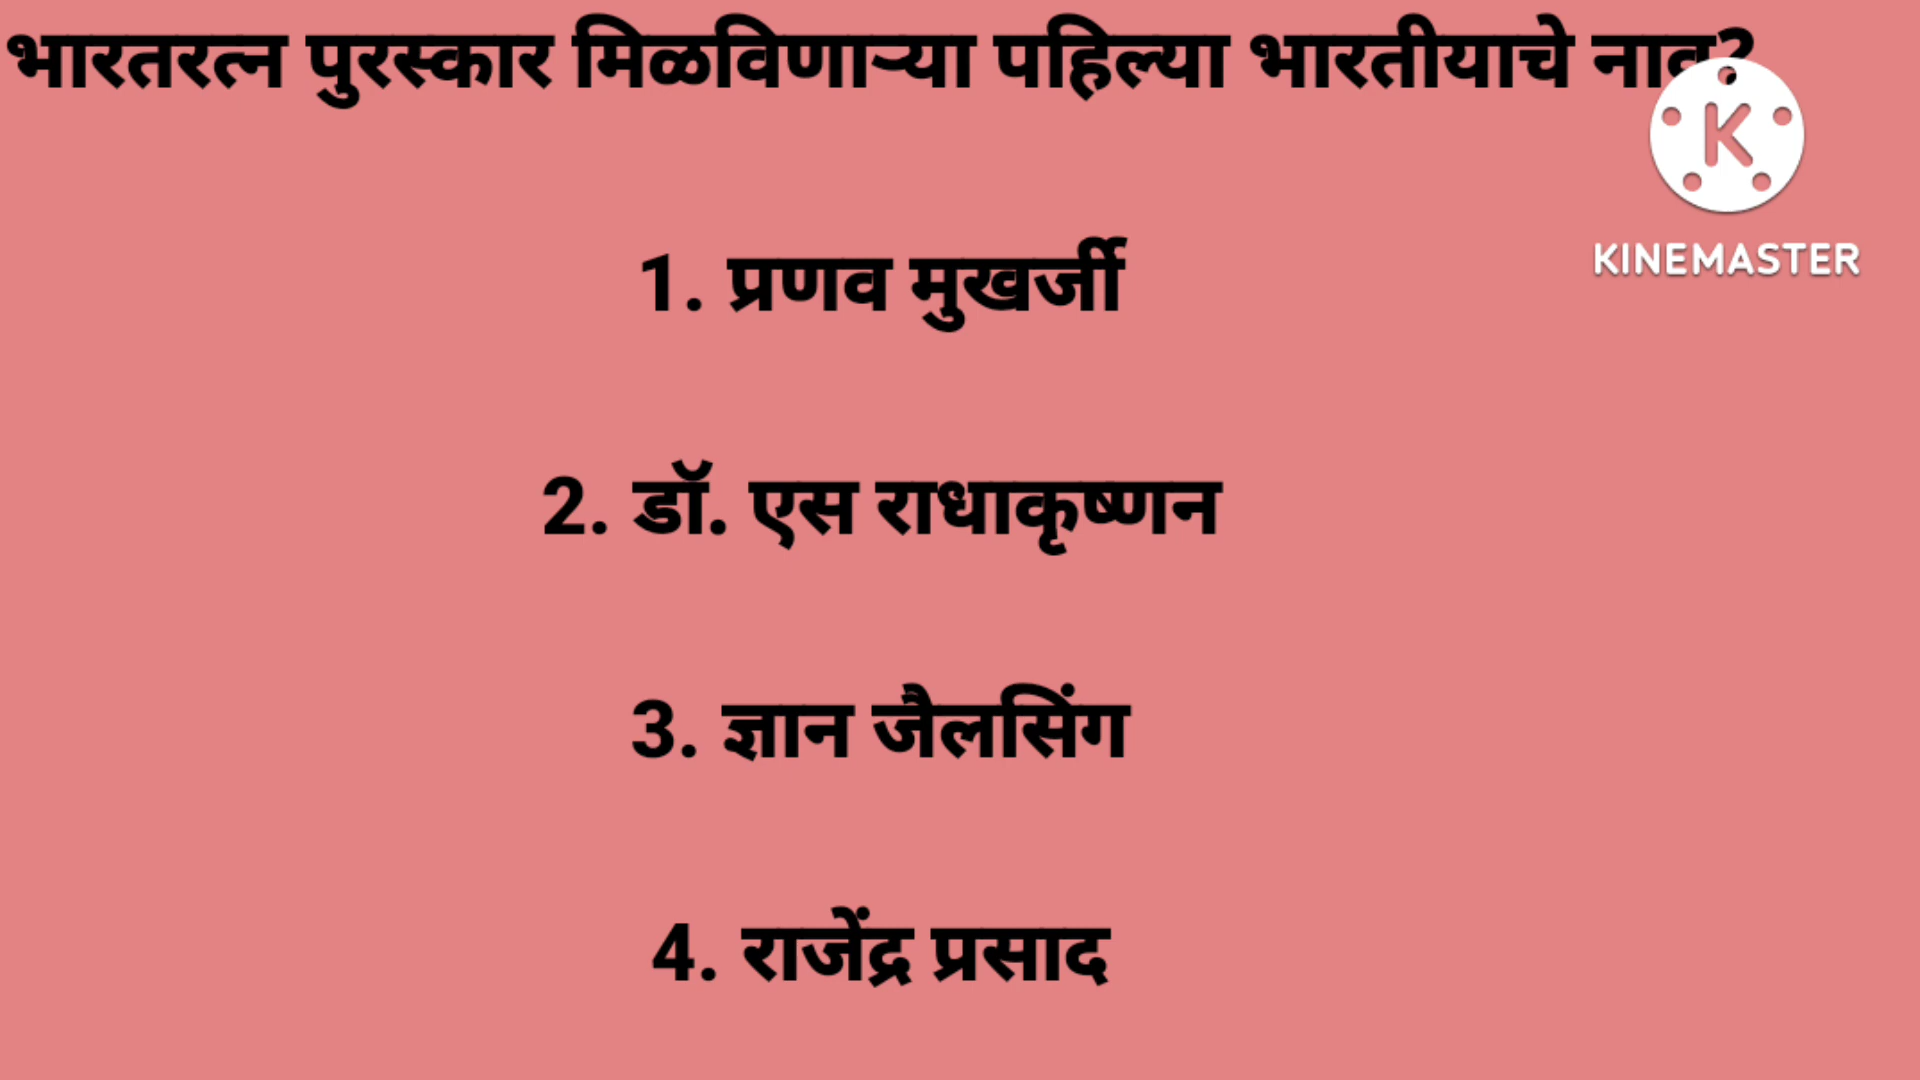 भारतरत्न पुरस्कार मिळविणाऱ्या पहिल्या भारतीयाचे नाव?
K
KINEMASTER
1. प्रणव मुखर्जी
2. डॉ. एस राधाकृष्णन
3. ज्ञान जैलसिंग
4. राजेंद्र प्रसाद